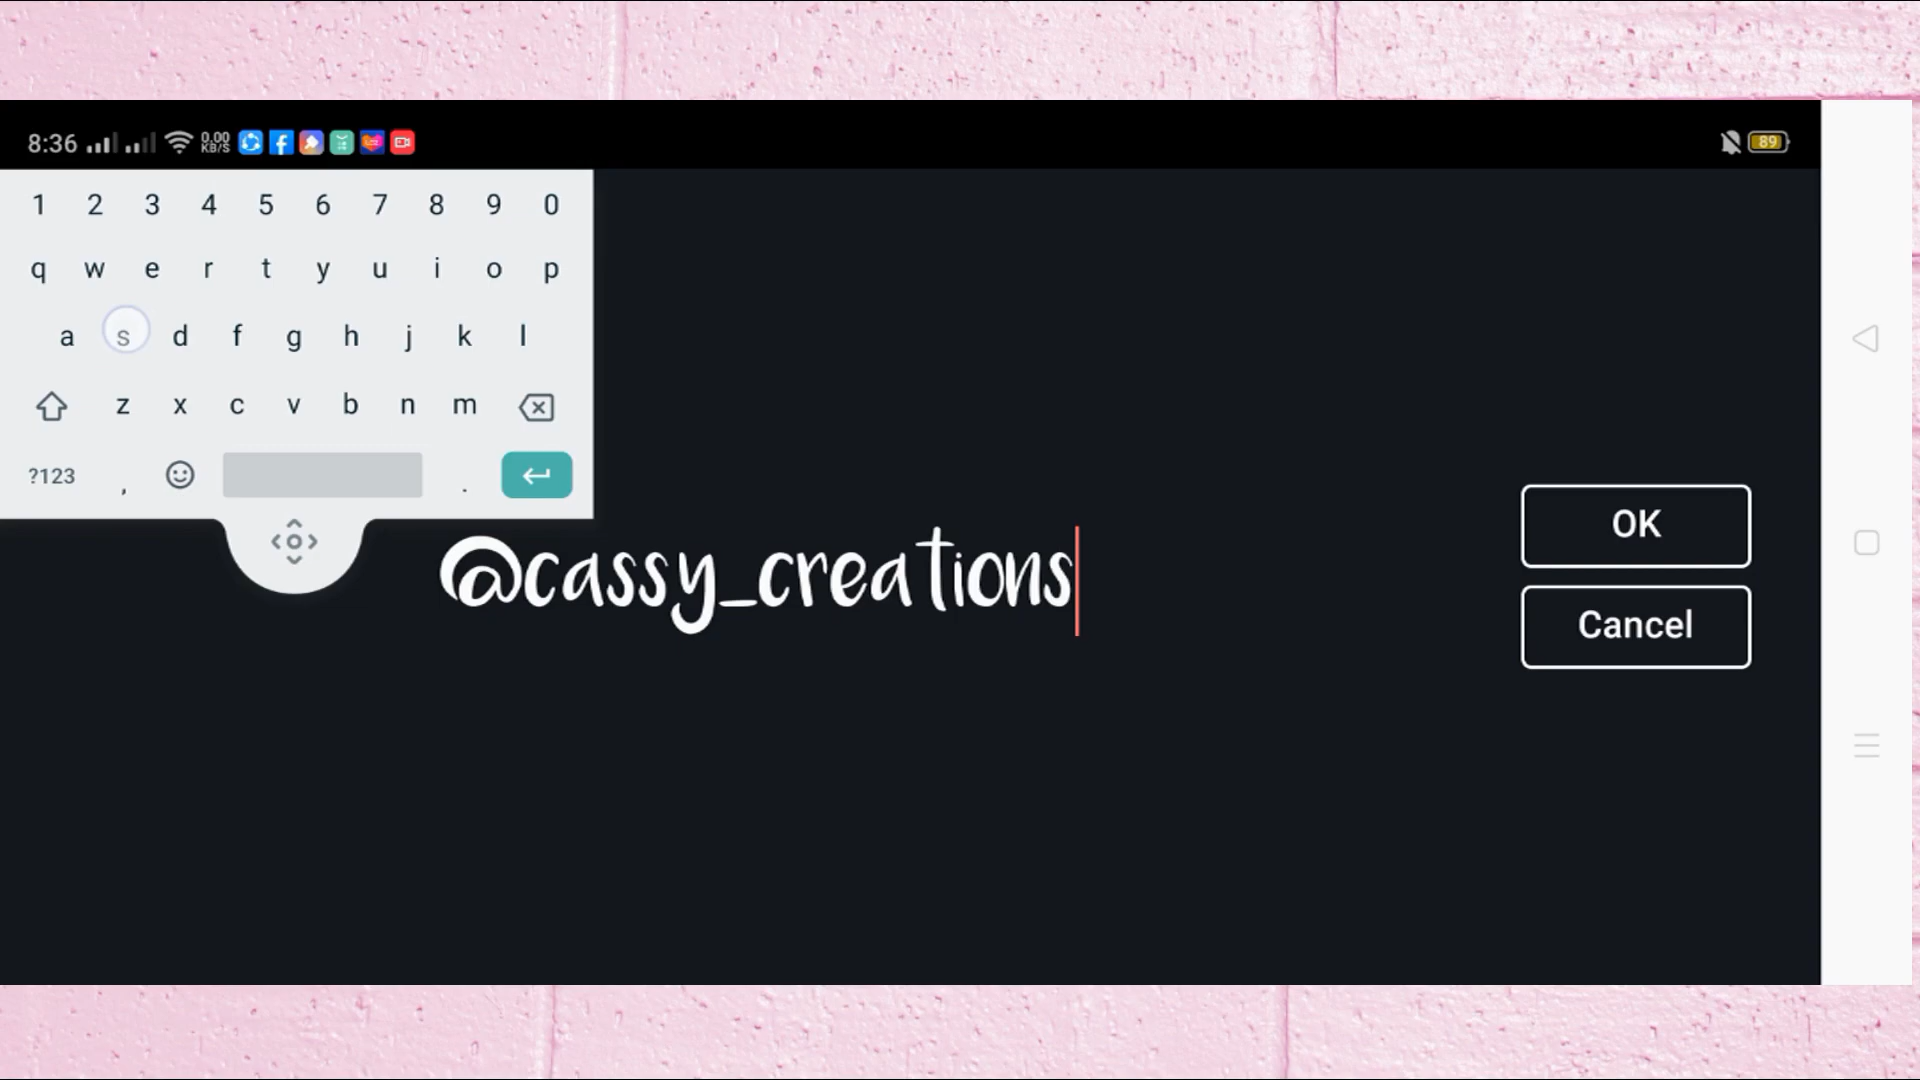 8:36 0.00 KB/S 89
1 2 3 4 5 6 7 8 9 0
q w e r t y u i o p
a s d f g h j k l
z x c v b n m
?123 , .
@cassy_creations
OK
Cancel